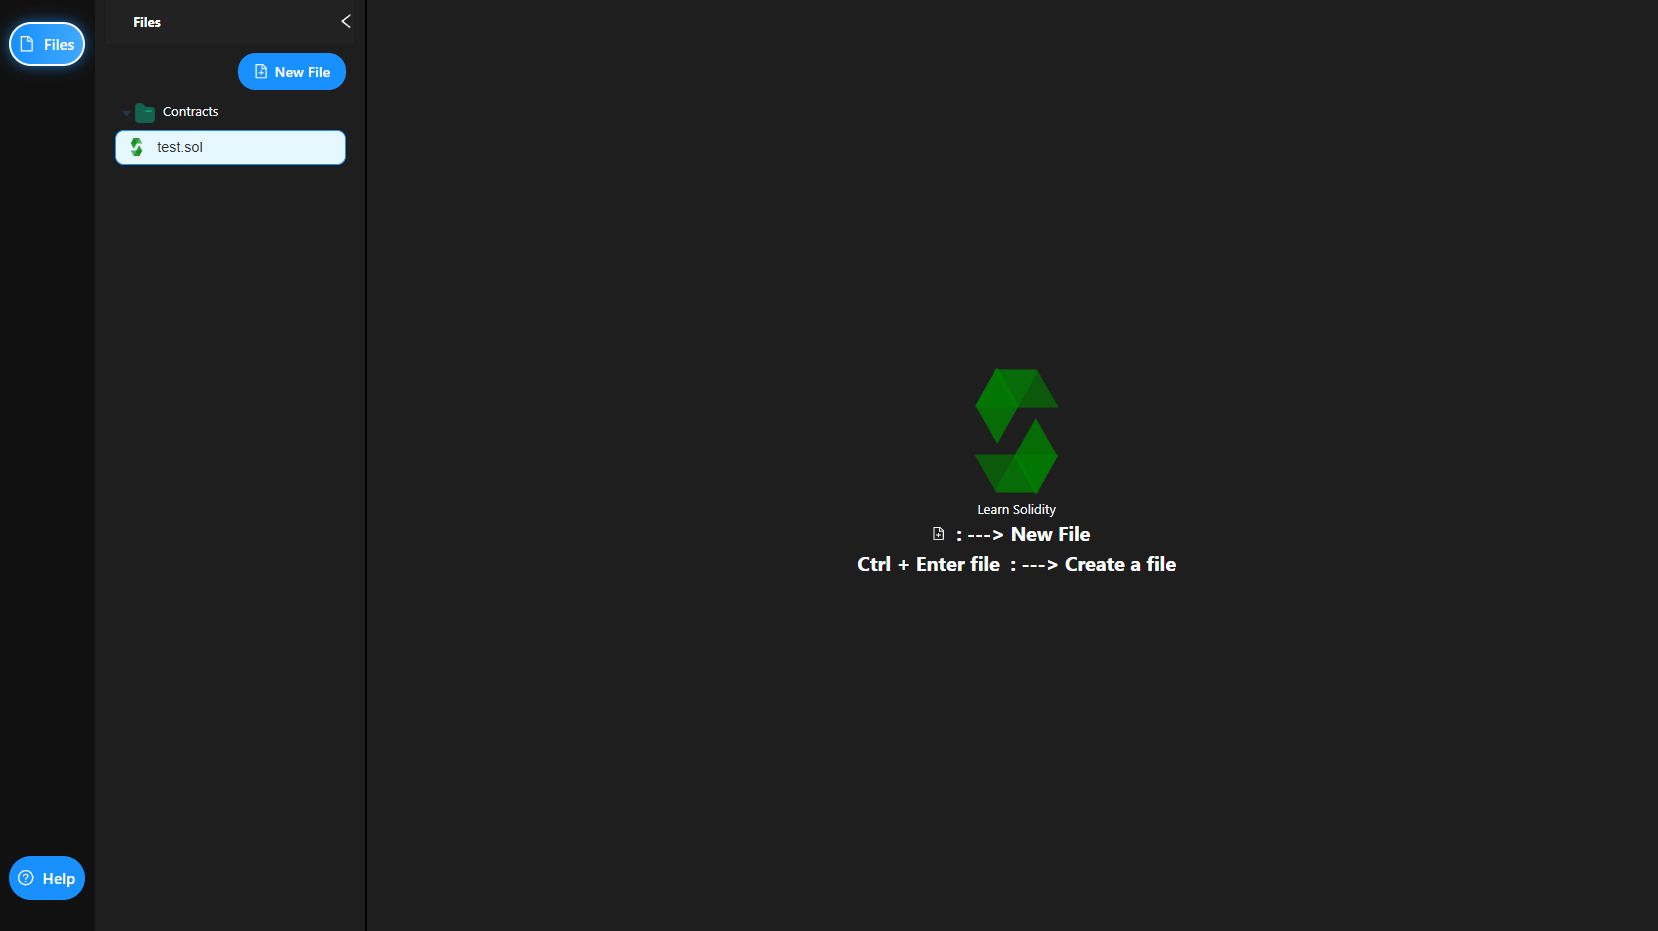 Files
Files
New File
Contracts
test.sol
Learn Solidity
: ---> New File
Ctrl + Enter file : ---> Create a file
Help